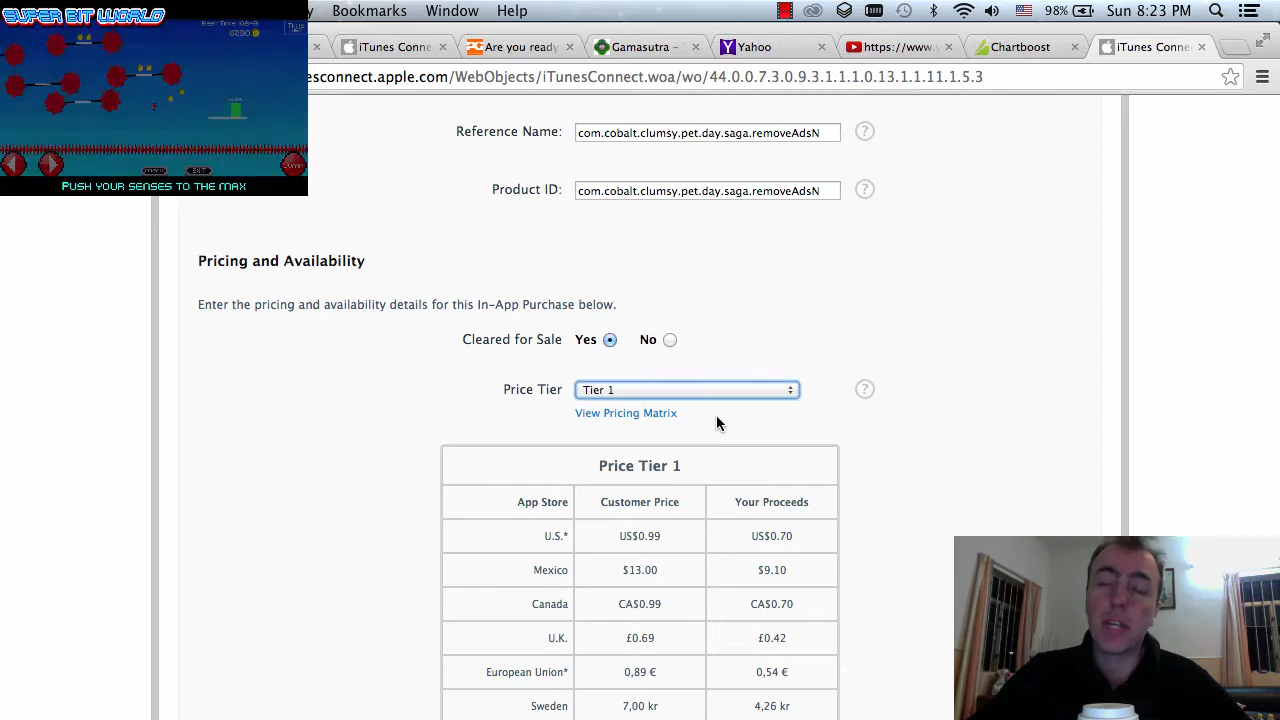 SUPER BIT WORLD
PUSH YOUR SENSES TO THE MAX
Bookmarks Window Help
98% Sun 8:23 PM
iTunes Conne
Are you ready
Gamasutra -
Yahoo
https://www.
Chartboost
iTunes Conne
esconnect.apple.com/WebObjects/iTunesConnect.woa/wo/44.0.0.7.3.0.9.3.1.1.1.0.13.1.1.11.1.5.3
Reference Name: com.cobalt.clumsy.pet.day.saga.removeAdsN ?
Product ID: com.cobalt.clumsy.pet.day.saga.removeAdsN ?
Pricing and Availability
Enter the pricing and availability details for this In-App Purchase below.
Cleared for Sale Yes No
Price Tier Tier 1 ?
View Pricing Matrix
Price Tier 1
App Store Customer Price Your Proceeds
U.S.* US$0.99 US$0.70
Mexico $13.00 $9.10
Canada CA$0.99 CA$0.70
U.K. £0.69 £0.42
European Union* 0,89 € 0,54 €
Sweden 7,00 kr 4,26 kr